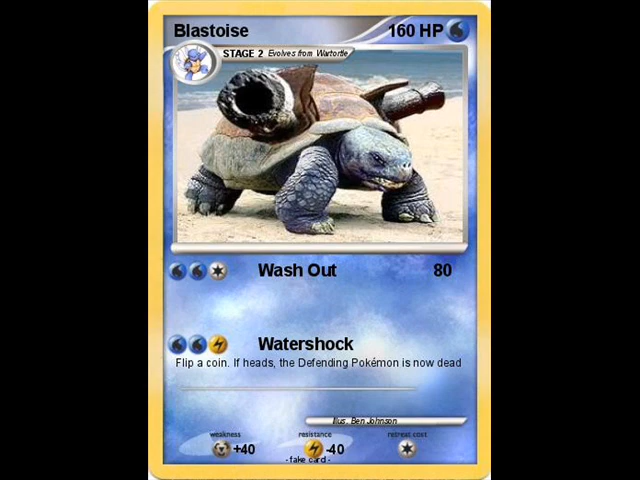 Blastoise 160 HP
STAGE 2 Evolves from Wartortle
Wash Out 80
Watershock
Flip a coin. If heads, the Defending Pokémon is now dead
Illus. Ben Johnson
weakness resistance retreat cost
+40 -40
- fake card -